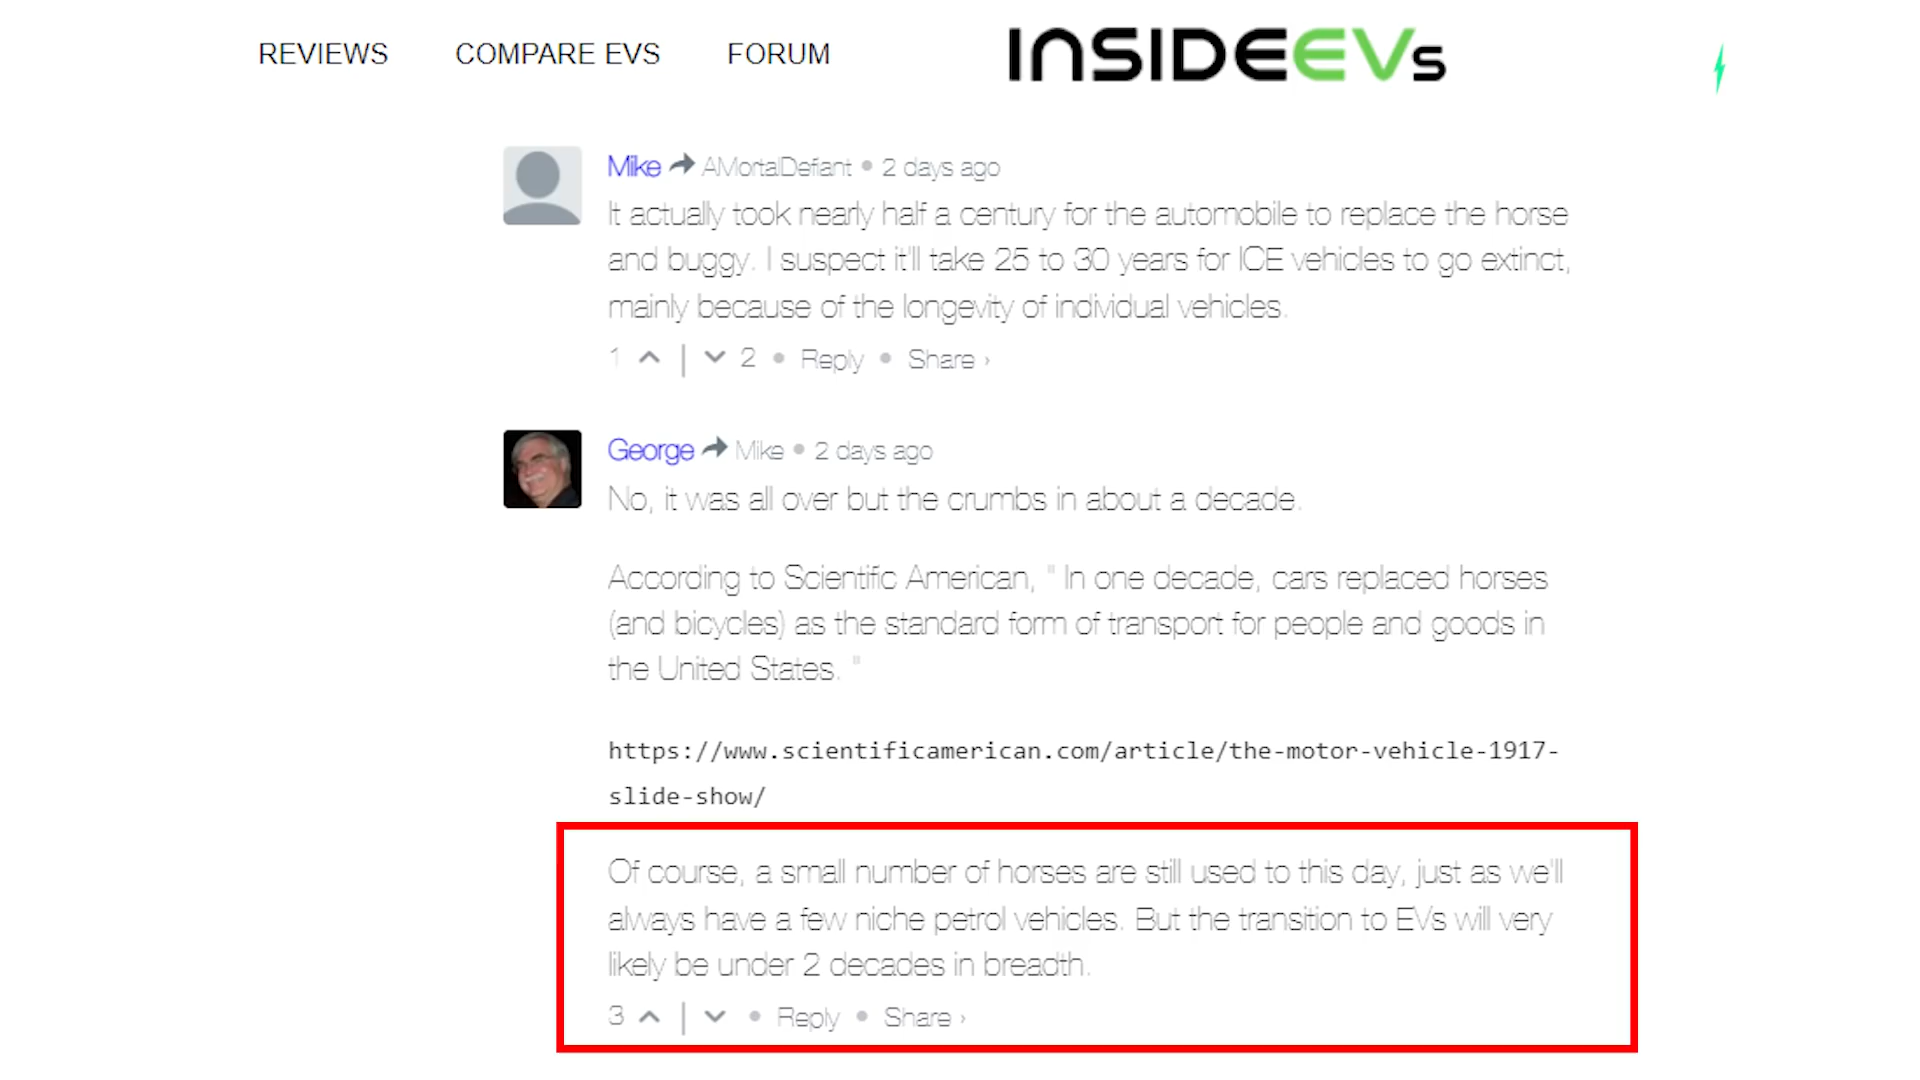 REVIEWS COMPARE EVS FORUM INSIDEEVs
Mike AMortalDefiant • 2 days ago
It actually took nearly half a century for the automobile to replace the horse
and buggy. I suspect it'll take 25 to 30 years for ICE vehicles to go extinct,
mainly because of the longevity of individual vehicles.
1 | 2 • Reply • Share ›
George Mike • 2 days ago
No, it was all over but the crumbs in about a decade.
According to Scientific American, " In one decade, cars replaced horses
(and bicycles) as the standard form of transport for people and goods in
the United States. "
https://www.scientificamerican.com/article/the-motor-vehicle-1917-
slide-show/
Of course, a small number of horses are still used to this day, just as we'll
always have a few niche petrol vehicles. But the transition to EVs will very
likely be under 2 decades in breadth.
3 | • Reply • Share ›